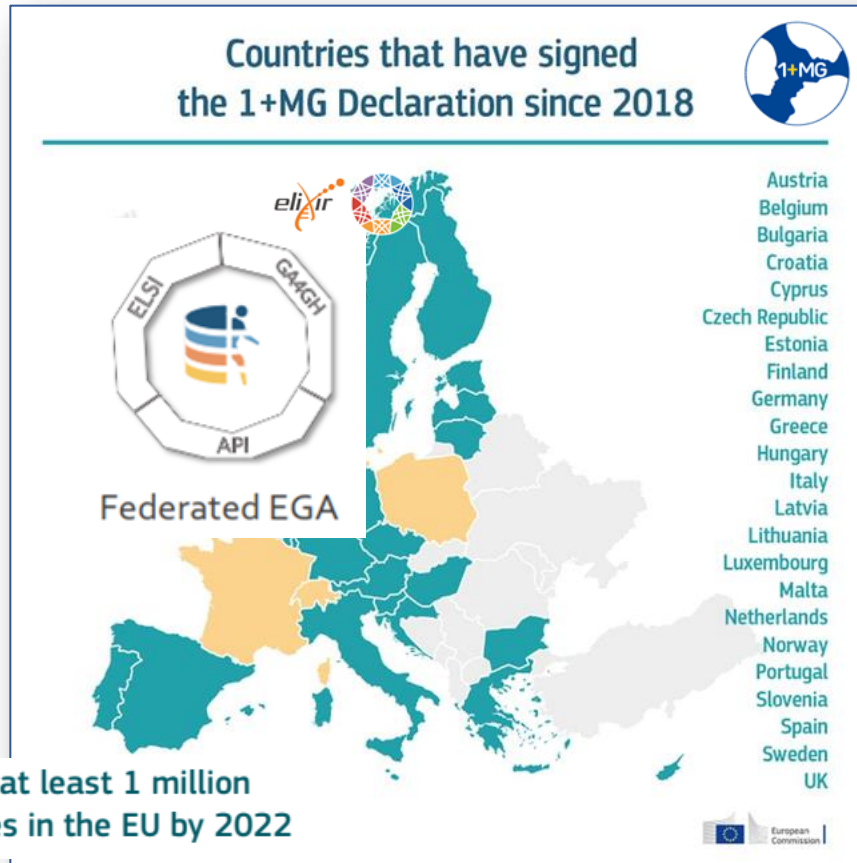 Countries that have signed
the 1+MG Declaration since 2018
1+MG
elixir
ELSI
GA4GH
API
Federated EGA
Austria
Belgium
Bulgaria
Croatia
Cyprus
Czech Republic
Estonia
Finland
Germany
Greece
Hungary
Italy
Latvia
Lithuania
Luxembourg
Malta
Netherlands
Norway
Portugal
Slovenia
Spain
Sweden
UK
at least 1 million
s in the EU by 2022
European
Commission